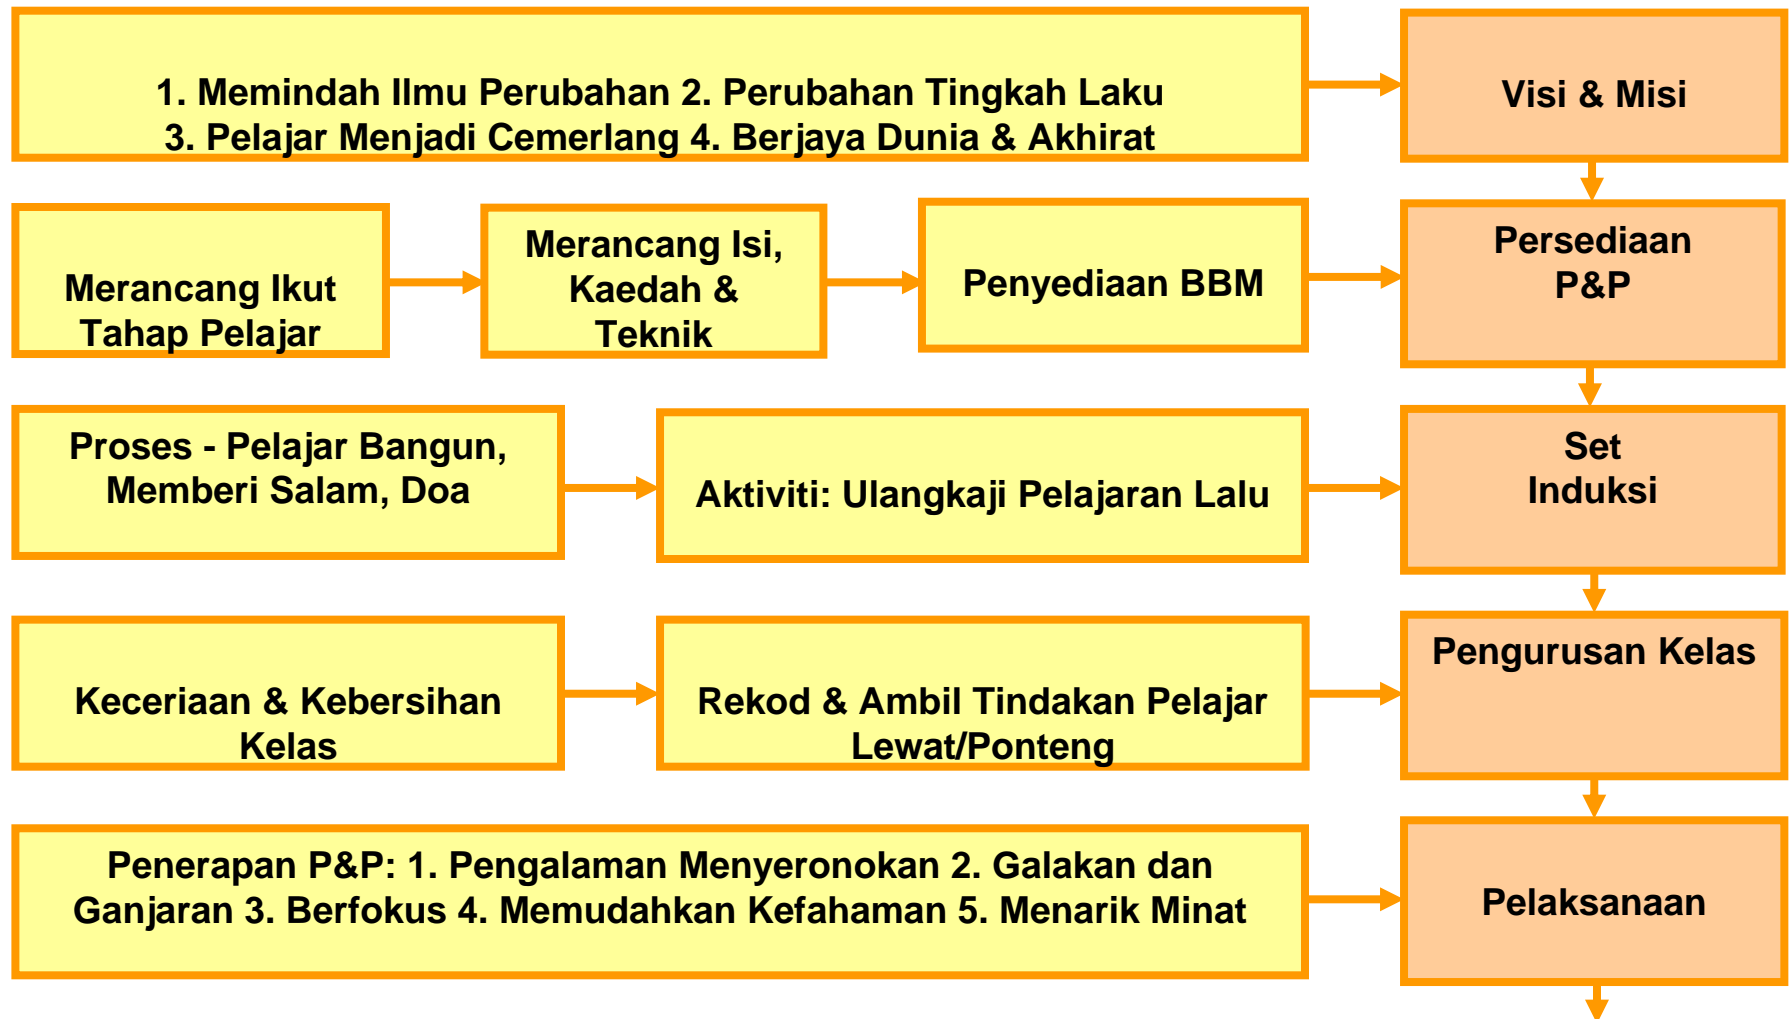 1. Memindah Ilmu Perubahan 2. Perubahan Tingkah Laku
3. Pelajar Menjadi Cemerlang 4. Berjaya Dunia & Akhirat
Visi & Misi
Merancang Ikut
Tahap Pelajar
Merancang Isi,
Kaedah &
Teknik
Penyediaan BBM
Persediaan
P&P
Proses - Pelajar Bangun,
Memberi Salam, Doa
Aktiviti: Ulangkaji Pelajaran Lalu
Set
Induksi
Keceriaan & Kebersihan
Kelas
Rekod & Ambil Tindakan Pelajar
Lewat/Ponteng
Pengurusan Kelas
Penerapan P&P: 1. Pengalaman Menyeronokan 2. Galakan dan
Ganjaran 3. Berfokus 4. Memudahkan Kefahaman 5. Menarik Minat
Pelaksanaan